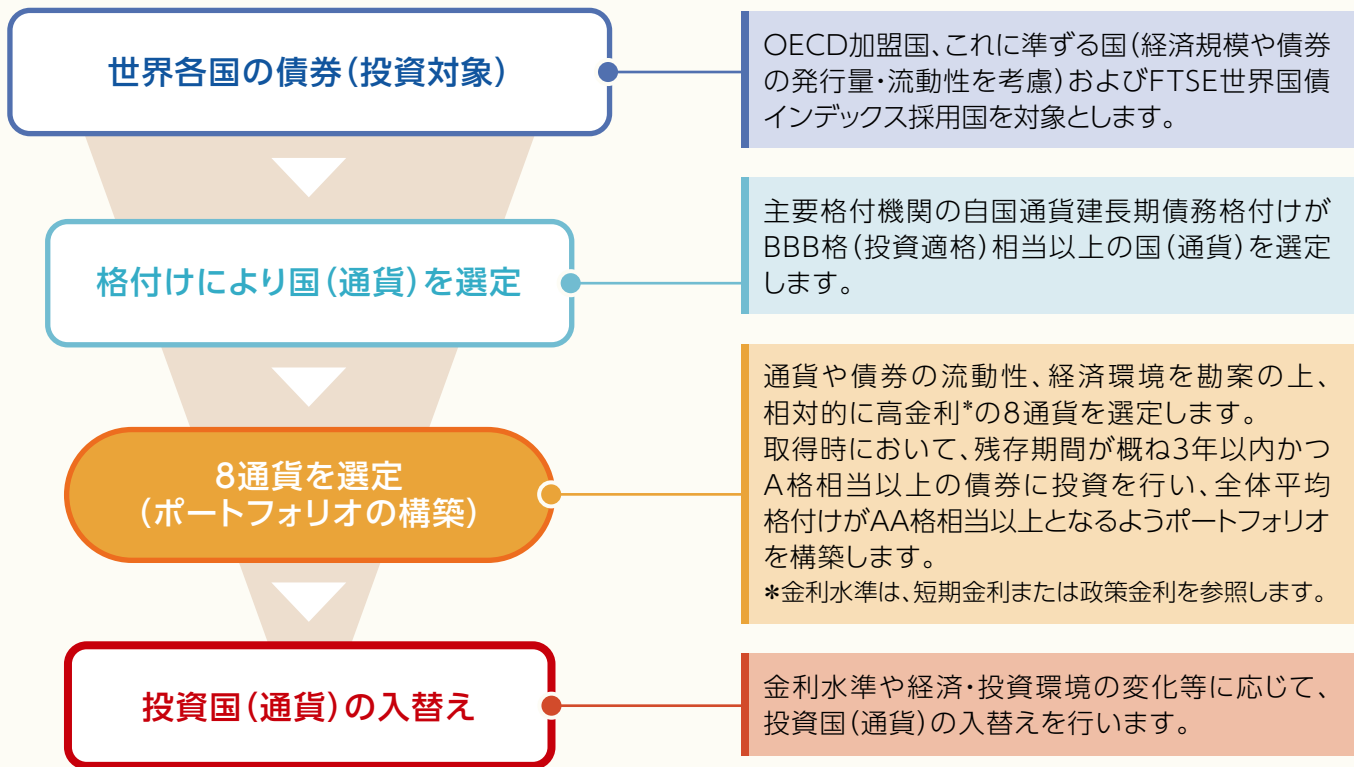 世界各国の債券(投資対象)
OECD加盟国、これに準ずる国(経済規模や債券
の発行量・流動性を考慮)およびFTSE世界国債
インデックス採用国を対象とします。
格付けにより国(通貨)を選定
主要格付機関の自国通貨建長期債務格付けが
BBB格(投資適格)相当以上の国(通貨)を選定
します。
8通貨を選定
(ポートフォリオの構築)
通貨や債券の流動性、経済環境を勘案の上、
相対的に高金利*の8通貨を選定します。
取得時において、残存期間が概ね3年以内かつ
A格相当以上の債券に投資を行い、全体平均
格付けがAA格相当以上となるようポートフォリオ
を構築します。
*金利水準は、短期金利または政策金利を参照します。
投資国(通貨)の入替え
金利水準や経済・投資環境の変化等に応じて、
投資国(通貨)の入替えを行います。